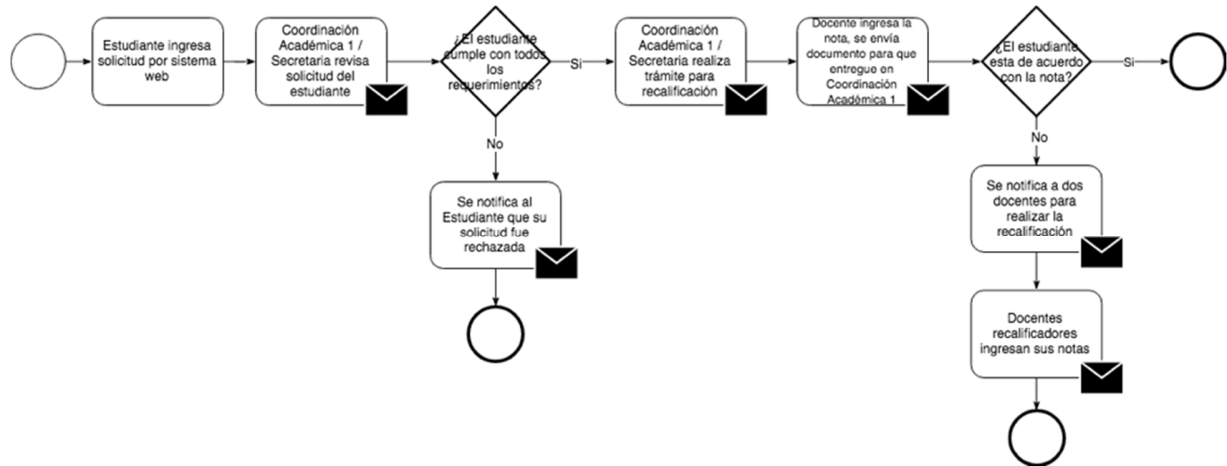 Estudiante ingresa
solicitud por sistema
web
Coordinación
Académica 1 /
Secretaria revisa
solicitud del
estudiante
¿El estudiante
cumple con todos
los
requerimientos?
Si
Coordinación
Académica 1 /
Secretaria realiza
trámite para
recalificación
Docente ingresa la
nota, se envía
documento para que
entregue en
Coordinación
Académica 1
¿El estudiante
esta de acuerdo
con la nota?
Si
No
Se notifica al
Estudiante que su
solicitud fue
rechazada
No
Se notifica a dos
docentes para
realizar la
recalificación
Docentes
recalificadores
ingresan sus notas